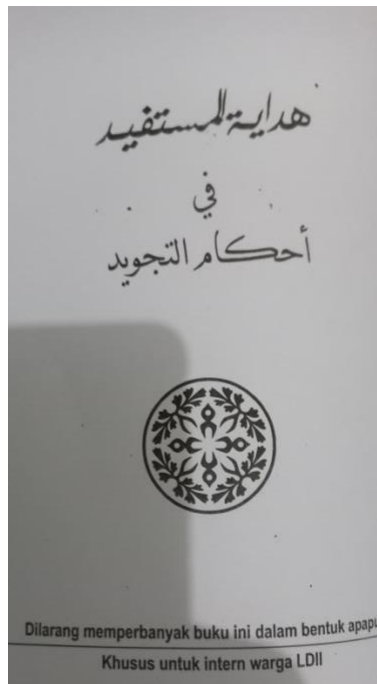 هداية المستفيد
في
أحكام التجويد
Dilarang memperbanyak buku ini dalam bentuk apapu
Khusus untuk intern warga LDII